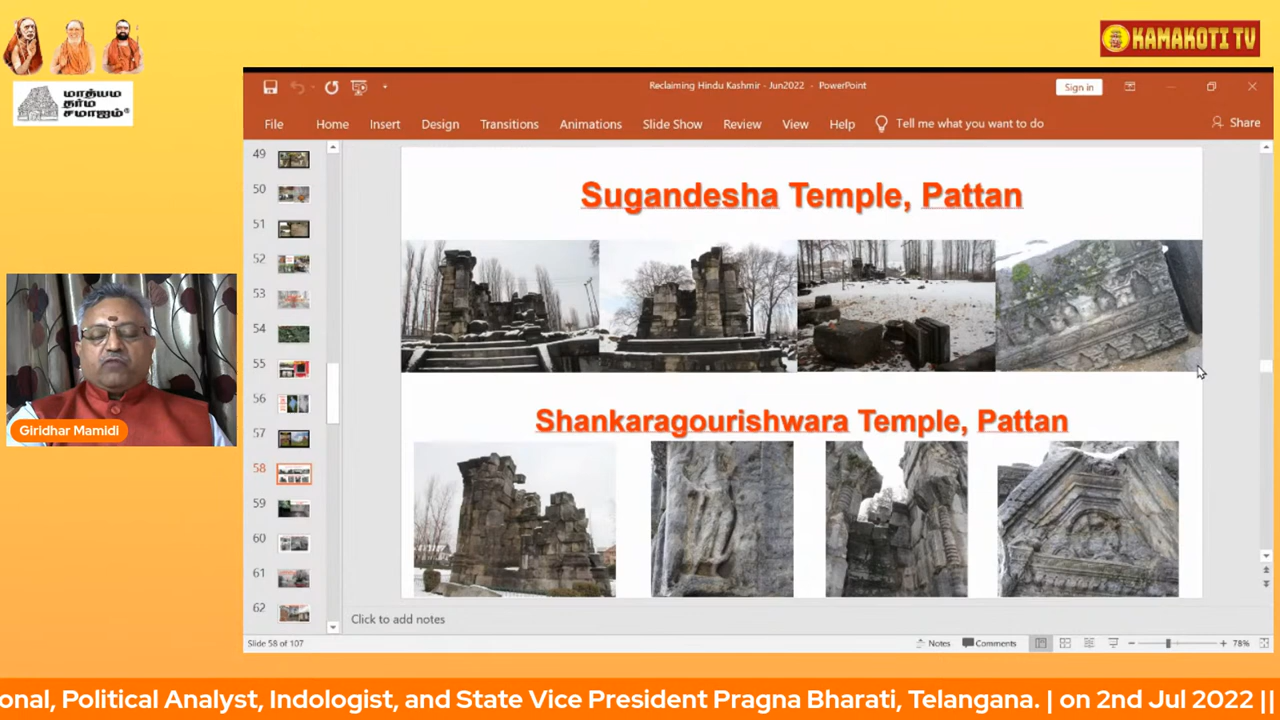 KAMAKOTI TV
மாத்யம
தர்ம
சமாஜம்®
Reclaiming Hindu Kashmir - Jun2022 - PowerPoint
Sign in
File Home Insert Design Transitions Animations Slide Show Review View Help Tell me what you want to do Share
49
50
51
52
53
54
55
56
57
58
59
60
61
62
Sugandesha Temple, Pattan
Shankaragourishwara Temple, Pattan
Giridhar Mamidi
Click to add notes
Slide 58 of 107 Notes Comments 78%
onal, Political Analyst, Indologist, and State Vice President Pragna Bharati, Telangana. | on 2nd Jul 2022 ||